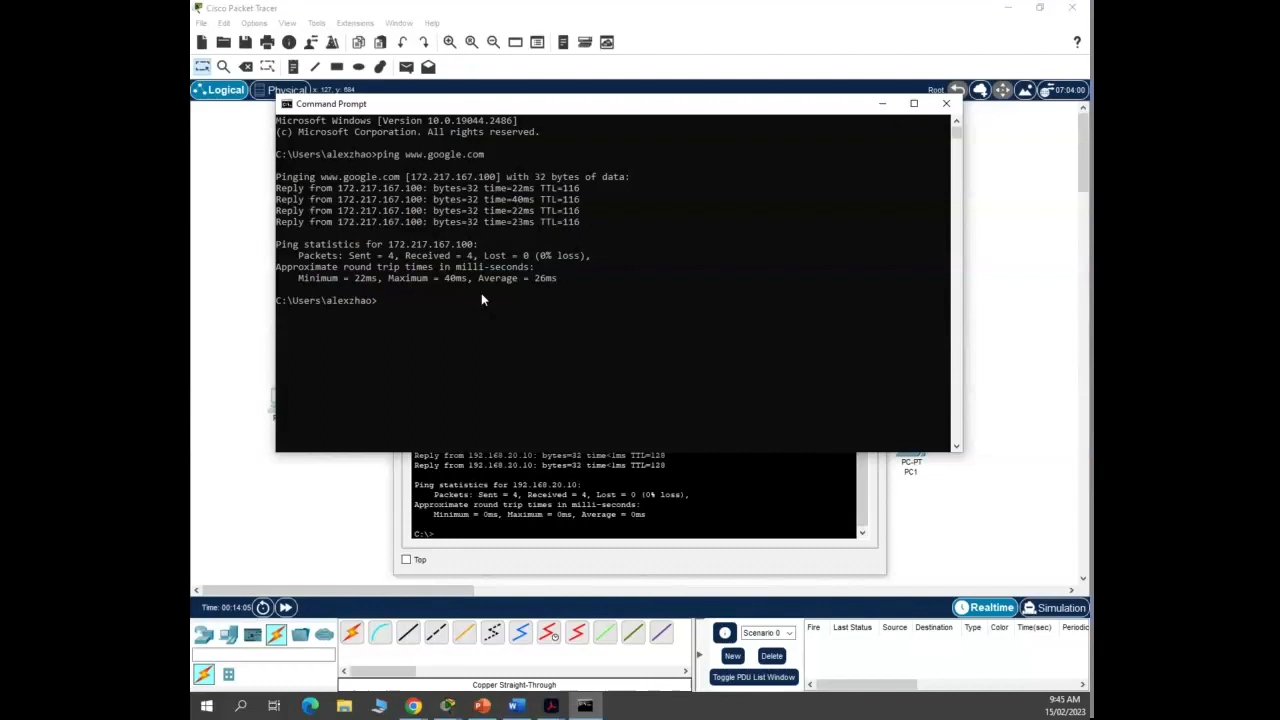 Cisco Packet Tracer
File Edit Options View Tools Extensions Window Help
Logical Physical x: 127, y: 684 Root 07:04:00
Command Prompt
Microsoft Windows [Version 10.0.19044.2486]
(c) Microsoft Corporation. All rights reserved.
C:\Users\alexzhao>ping www.google.com
Pinging www.google.com [172.217.167.100] with 32 bytes of data:
Reply from 172.217.167.100: bytes=32 time=22ms TTL=116
Reply from 172.217.167.100: bytes=32 time=40ms TTL=116
Reply from 172.217.167.100: bytes=32 time=22ms TTL=116
Reply from 172.217.167.100: bytes=32 time=23ms TTL=116
Ping statistics for 172.217.167.100:
Packets: Sent = 4, Received = 4, Lost = 0 (0% loss),
Approximate round trip times in milli-seconds:
Minimum = 22ms, Maximum = 40ms, Average = 26ms
C:\Users\alexzhao>
Reply from 192.168.20.10: bytes=32 time<1ms TTL=128
Reply from 192.168.20.10: bytes=32 time<1ms TTL=128
Ping statistics for 192.168.20.10:
Packets: Sent = 4, Received = 4, Lost = 0 (0% loss),
Approximate round trip times in milli-seconds:
Minimum = 0ms, Maximum = 0ms, Average = 0ms
C:\>
PC-PT
PC1
Top
Time: 00:14:05 Realtime Simulation
Scenario 0 Fire Last Status Source Destination Type Color Time(sec) Periodic
New Delete
Toggle PDU List Window
Copper Straight-Through
9:45 AM
15/02/2023